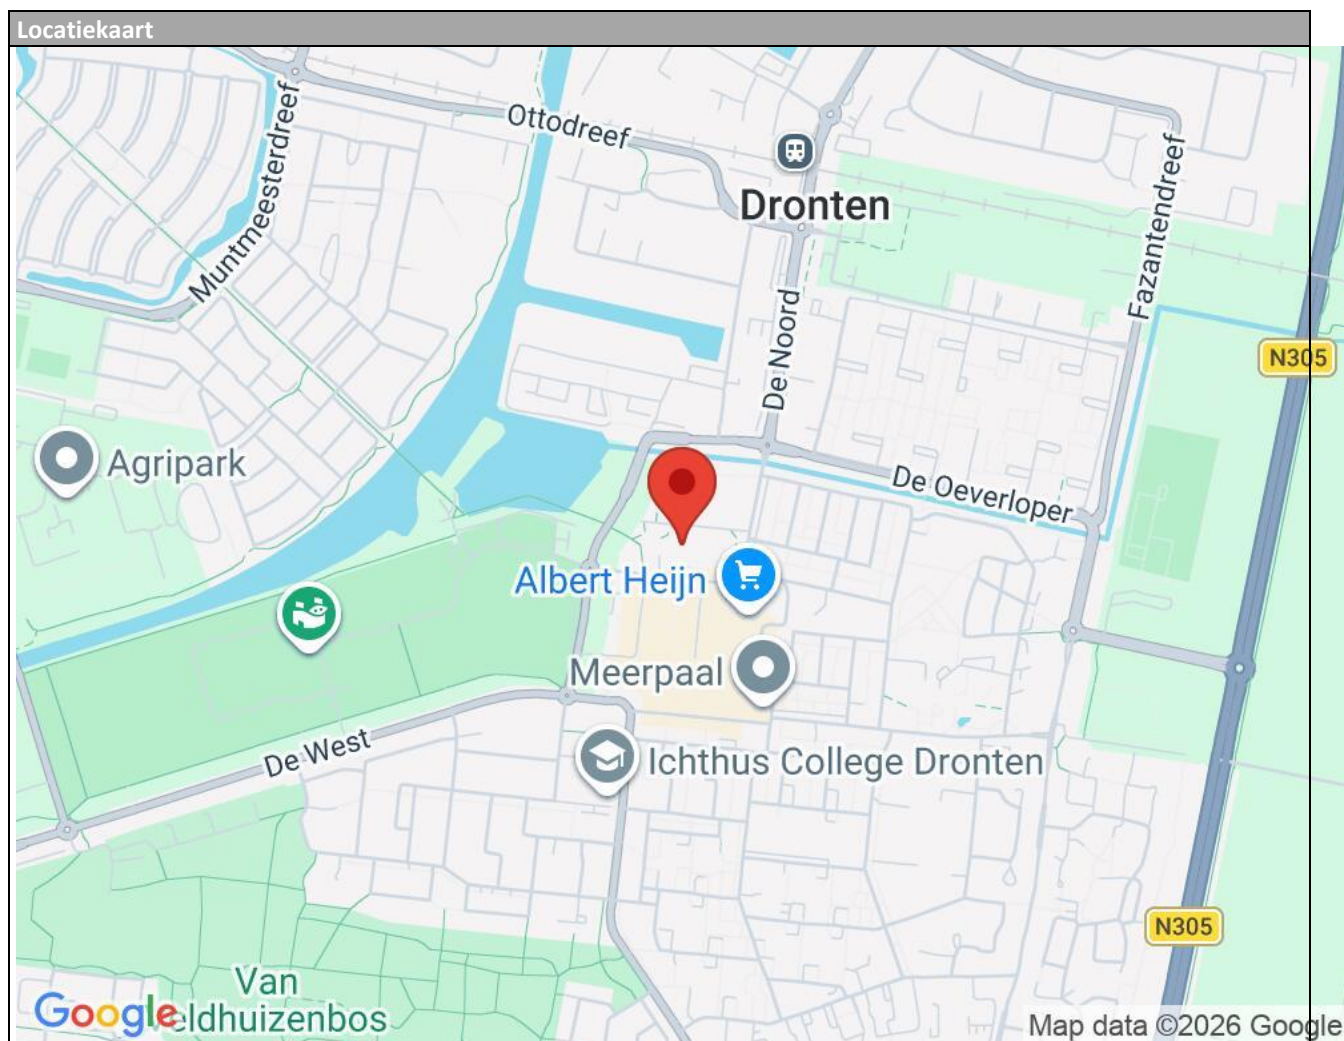 Locatiekaart
Ottodreef
Muntmeesterdreef
Dronten
Fazantendreef
De Noord
N305
Agripark
De Oeverloper
Albert Heijn
Meerpaal
De West
Ichthus College Dronten
N305
Van
eldhuizenbos
Google
Map data ©2026 Google